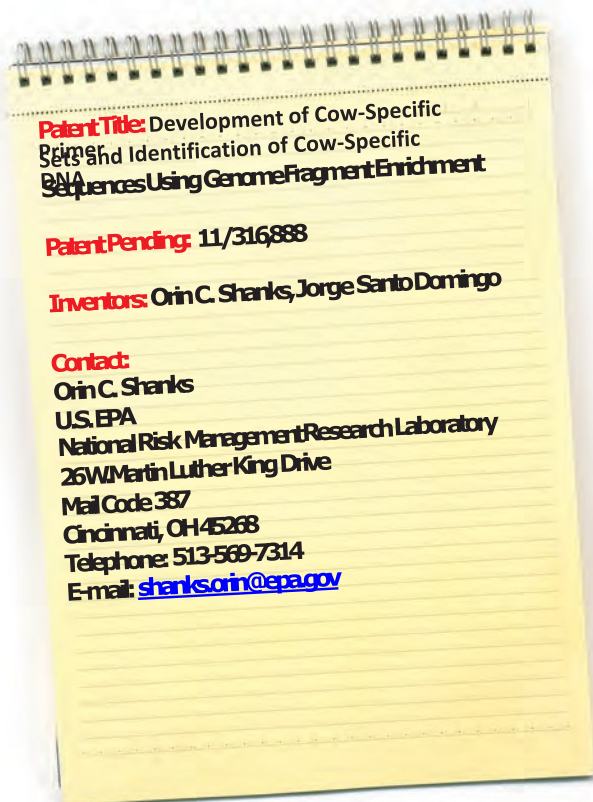 Patent Title: Development of Cow-Specific
Primer
Sets and Identification of Cow-Specific
DNA
Sequences Using Genome Fragment Enrichment
Patent Pending: 11/316,888
Inventors: Orin C. Shanks, Jorge Santo Domingo
Contact:
Orin C. Shanks
U.S. EPA
National Risk Management Research Laboratory
26 W. Martin Luther King Drive
Mail Code 387
Cincinnati, OH 45268
Telephone: 513-569-7314
E-mail: shanks.orin@epa.gov